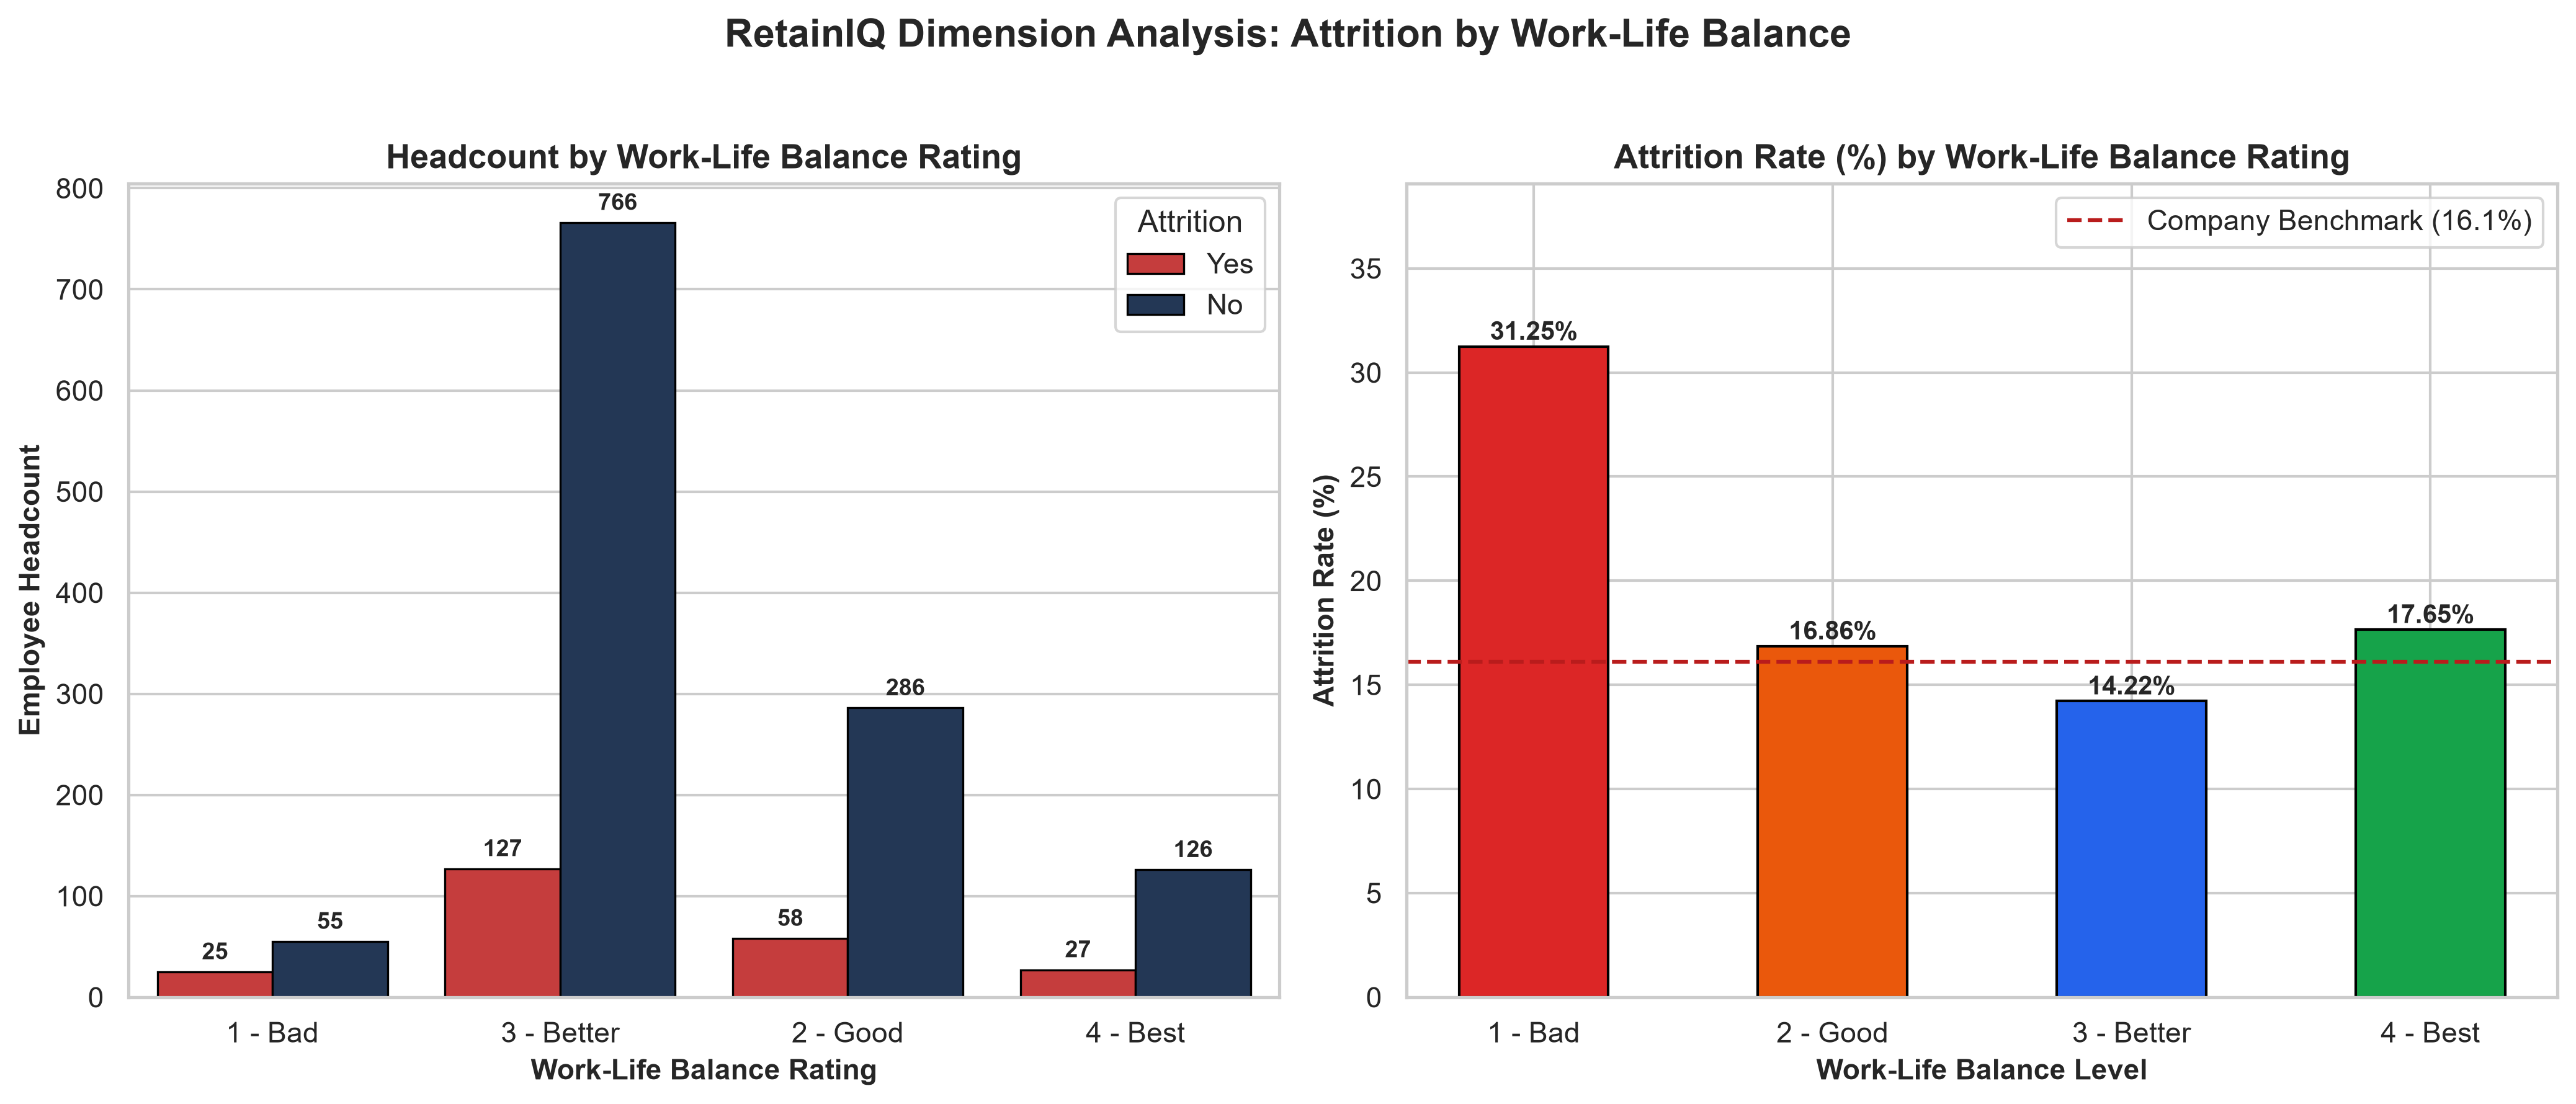 RetainIQ Dimension Analysis: Attrition by Work-Life Balance
Headcount by Work-Life Balance Rating
Employee Headcount
800
700
600
500
400
300
200
100
0
Attrition
Yes
No
25
55
127
766
58
286
27
126
1 - Bad
3 - Better
2 - Good
4 - Best
Work-Life Balance Rating
Attrition Rate (%) by Work-Life Balance Rating
Attrition Rate (%)
35
30
25
20
15
10
5
0
Company Benchmark (16.1%)
31.25%
16.86%
14.22%
17.65%
1 - Bad
2 - Good
3 - Better
4 - Best
Work-Life Balance Level